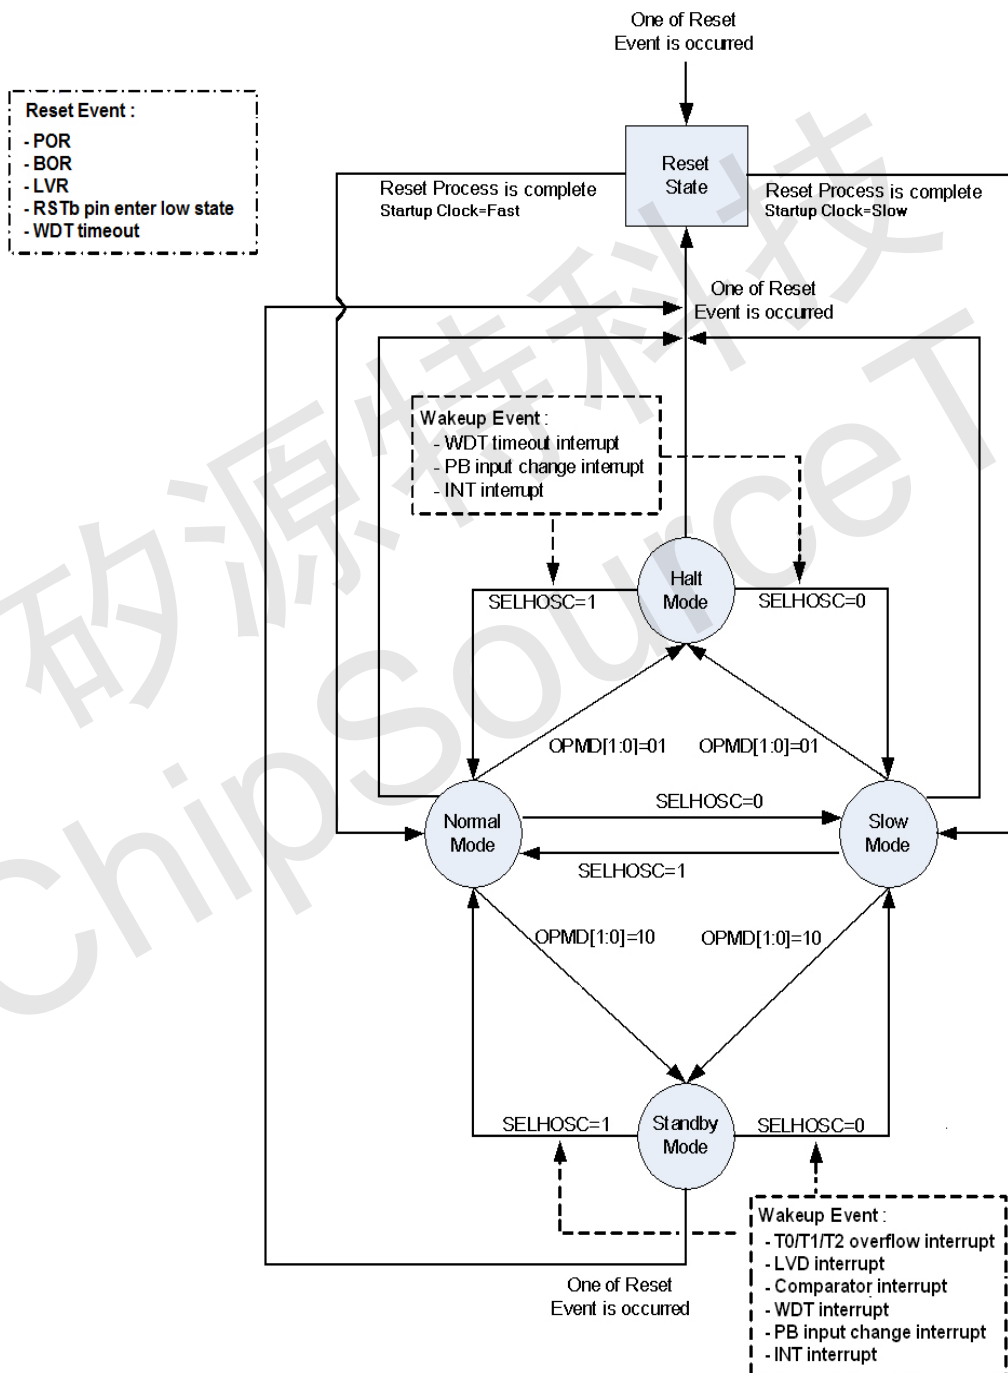 One of Reset
Event is occurred
Reset Event :
- POR
- BOR
- LVR
- RSTb pin enter low state
- WDT timeout
Reset
State
Reset Process is complete
Startup Clock=Fast
Reset Process is complete
Startup Clock=Slow
One of Reset
Event is occurred
Wakeup Event :
- WDT timeout interrupt
- PB input change interrupt
- INT interrupt
Halt
Mode
SELHOSC=1
SELHOSC=0
OPMD[1:0]=01
OPMD[1:0]=01
Normal
Mode
SELHOSC=0
SELHOSC=1
Slow
Mode
OPMD[1:0]=10
OPMD[1:0]=10
SELHOSC=1
Standby
Mode
SELHOSC=0
Wakeup Event :
- T0/T1/T2 overflow interrupt
- LVD interrupt
- Comparator interrupt
- WDT interrupt
- PB input change interrupt
- INT interrupt
One of Reset
Event is occurred
矽源特科技
ChipSourceT